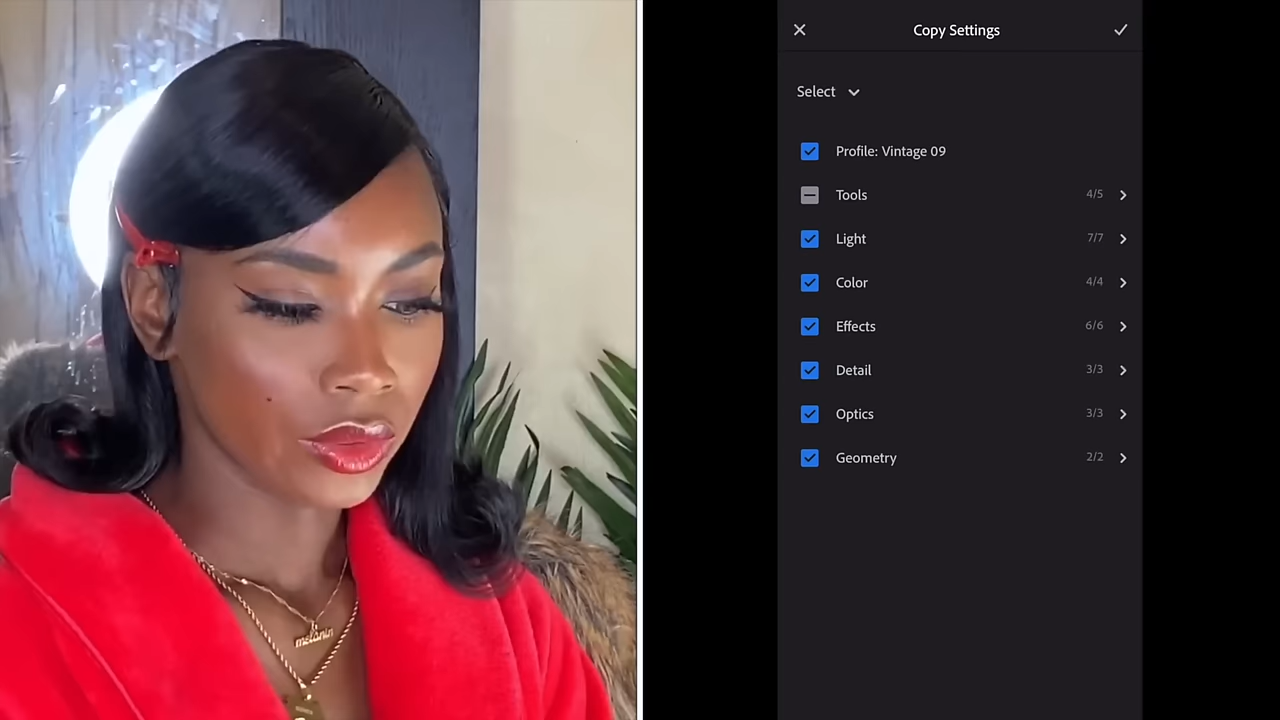 melanin
Copy Settings
Select
Profile: Vintage 09
Tools 4/5
Light 7/7
Color 4/4
Effects 6/6
Detail 3/3
Optics 3/3
Geometry 2/2